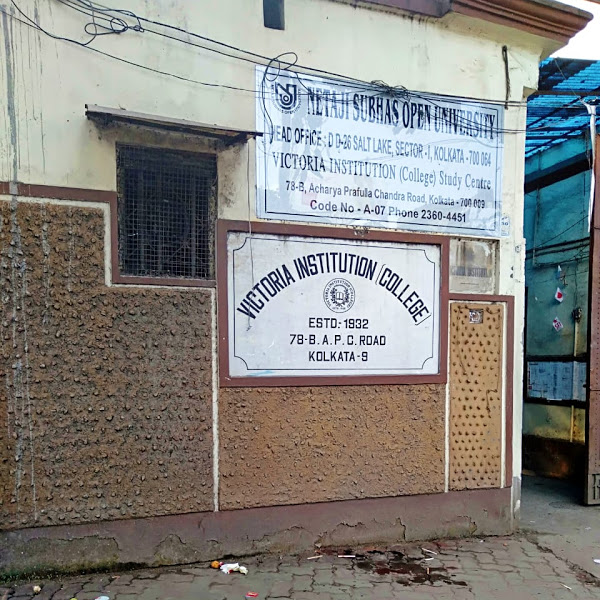 NETAJI SUBHAS OPEN UNIVERSITY
HEAD OFFICE : D D-26 SALT LAKE, SECTOR - I, KOLKATA - 700 064
VICTORIA INSTITUTION (College) Study Centre
78-B, Acharya Prafulla Chandra Road, Kolkata - 700 009
Code No - A-07 Phone 2360-4451
VICTORIA INSTITUTION (COLLEGE)
ESTD.- 1932
78-B. A. P. C. ROAD
KOLKATA-9